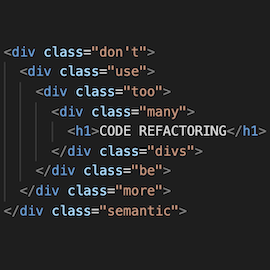 <div class="don't">
<div class="use">
<div class="too">
<div class="many">
<h1>CODE REFACTORING</h1>
</div class="divs">
</div class="be">
</div class="more">
</div class="semantic">